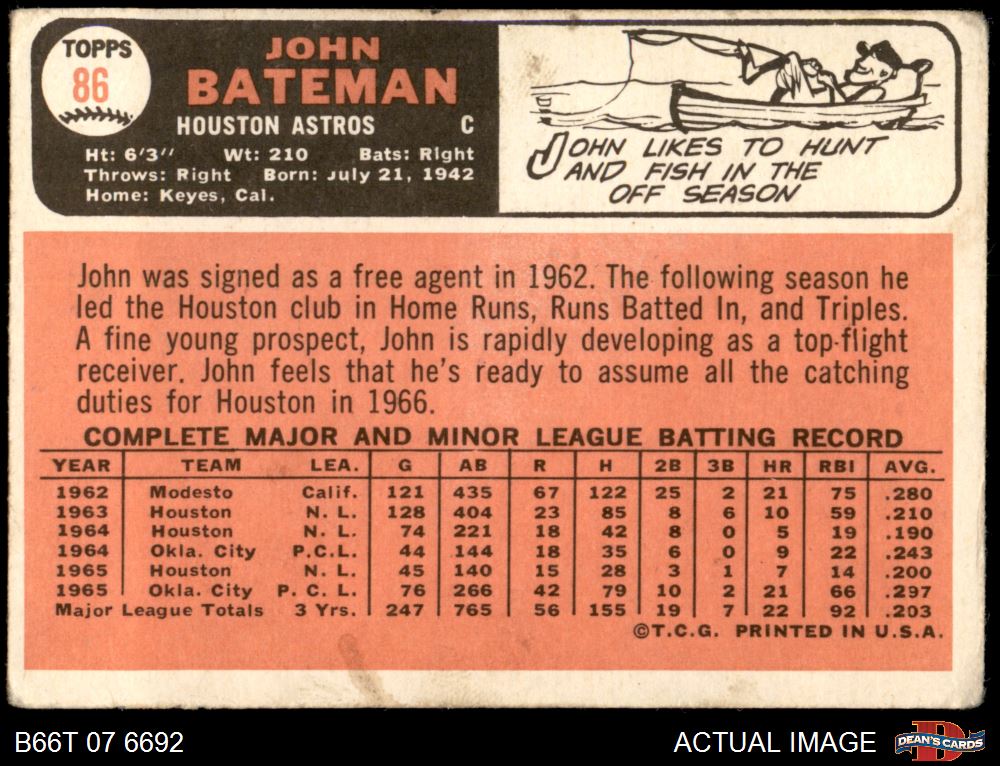 TOPPS
86
JOHN
BATEMAN
HOUSTON ASTROS C
Ht: 6'3" Wt: 210 Bats: Right
Throws: Right Born: July 21, 1942
Home: Keyes, Cal.
JOHN LIKES TO HUNT
AND FISH IN THE
OFF SEASON
John was signed as a free agent in 1962. The following season he
led the Houston club in Home Runs, Runs Batted In, and Triples.
A fine young prospect, John is rapidly developing as a top-flight
receiver. John feels that he's ready to assume all the catching
duties for Houston in 1966.
COMPLETE MAJOR AND MINOR LEAGUE BATTING RECORD
YEAR TEAM LEA. G AB R H 2B 3B HR RBI AVG.
1962 Modesto Calif. 121 435 67 122 25 2 21 75 .280
1963 Houston N. L. 128 404 23 85 8 6 10 59 .210
1964 Houston N. L. 74 221 18 42 8 0 5 19 .190
1964 Okla. City P.C.L. 44 144 18 35 6 0 9 22 .243
1965 Houston N. L. 45 140 15 28 3 1 7 14 .200
1965 Okla. City P. C. L. 76 266 42 79 10 2 21 66 .297
Major League Totals 3 Yrs. 247 765 56 155 19 7 22 92 .203
©T.C.G. PRINTED IN U.S.A.
B66T 07 6692
ACTUAL IMAGE
DEAN'S CARDS